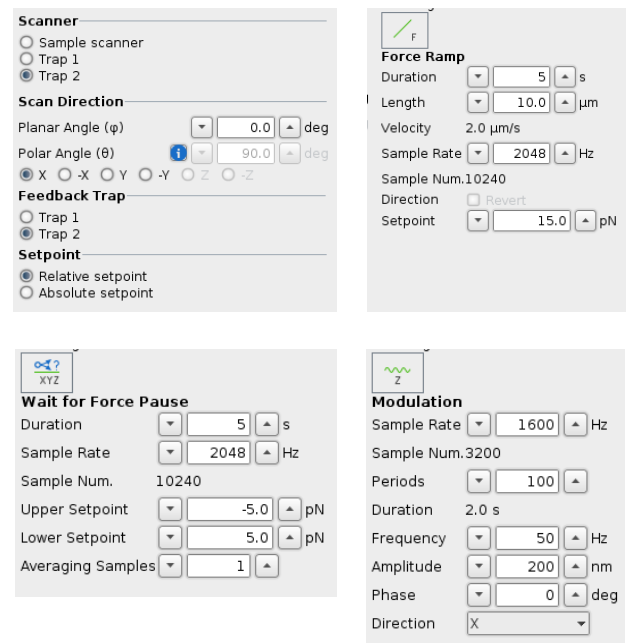 Scanner
Sample scanner
Trap 1
Trap 2
Scan Direction
Planar Angle (φ) 0.0 deg
Polar Angle (θ) i 90.0 deg
X -X Y -Y Z -Z
Feedback Trap
Trap 1
Trap 2
Setpoint
Relative setpoint
Absolute setpoint
F
Force Ramp
Duration 5 s
Length 10.0 μm
Velocity 2.0 μm/s
Sample Rate 2048 Hz
Sample Num.10240
Direction Revert
Setpoint 15.0 pN
?
XYZ
Wait for Force Pause
Duration 5 s
Sample Rate 2048 Hz
Sample Num. 10240
Upper Setpoint -5.0 pN
Lower Setpoint 5.0 pN
Averaging Samples 1
Z
Modulation
Sample Rate 1600 Hz
Sample Num.3200
Periods 100
Duration 2.0 s
Frequency 50 Hz
Amplitude 200 nm
Phase 0 deg
Direction X